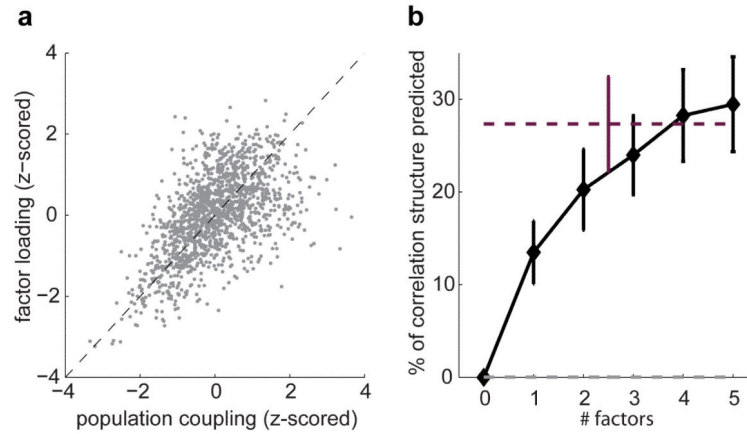 a
factor loading (z−scored)
4
2
0
−2
−4
−4 −2 0 2 4
population coupling (z-scored)
b
% of correlation structure predicted
30
20
10
0
0 1 2 3 4 5
# factors